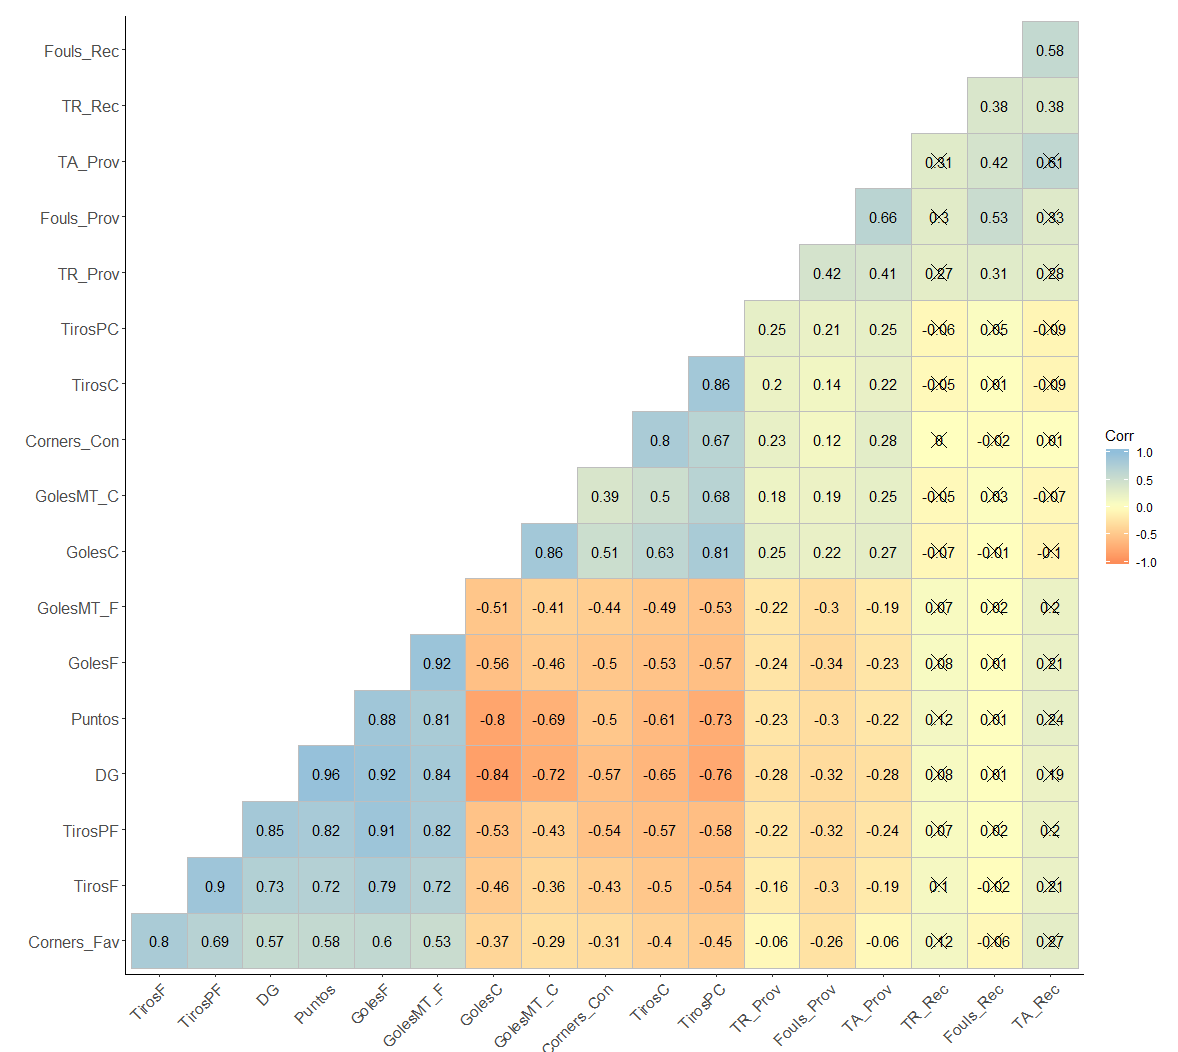 Fouls_Rec 0.58
TR_Rec 0.38 0.38
TA_Prov 0.31 0.42 0.61
Fouls_Prov 0.66 0.3 0.53 0.33
TR_Prov 0.42 0.41 0.27 0.31 0.28
TirosPC 0.25 0.21 0.25 -0.06 0.05 -0.09
TirosC 0.86 0.2 0.14 0.22 -0.05 0.01 -0.09
Corners_Con 0.8 0.67 0.23 0.12 0.28 0 -0.02 0.01
GolesMT_C 0.39 0.5 0.68 0.18 0.19 0.25 -0.05 0.03 -0.07
GolesC 0.86 0.51 0.63 0.81 0.25 0.22 0.27 -0.07 -0.01 -0.1
GolesMT_F -0.51 -0.41 -0.44 -0.49 -0.53 -0.22 -0.3 -0.19 0.07 0.02 0.2
GolesF 0.92 -0.56 -0.46 -0.5 -0.53 -0.57 -0.24 -0.34 -0.23 0.08 0.01 0.21
Puntos 0.88 0.81 -0.8 -0.69 -0.5 -0.61 -0.73 -0.23 -0.3 -0.22 0.12 0.01 0.24
DG 0.96 0.92 0.84 -0.84 -0.72 -0.57 -0.65 -0.76 -0.28 -0.32 -0.28 0.08 0.01 0.19
TirosPF 0.85 0.82 0.91 0.82 -0.53 -0.43 -0.54 -0.57 -0.58 -0.22 -0.32 -0.24 0.07 0.02 0.2
TirosF 0.9 0.73 0.72 0.79 0.72 -0.46 -0.36 -0.43 -0.5 -0.54 -0.16 -0.3 -0.19 0.1 -0.02 0.21
Corners_Fav 0.8 0.69 0.57 0.58 0.6 0.53 -0.37 -0.29 -0.31 -0.4 -0.45 -0.06 -0.26 -0.06 0.12 -0.06 0.27
TirosF TirosPF DG Puntos GolesF GolesMT_F GolesC GolesMT_C Corners_Con TirosC TirosPC TR_Prov Fouls_Prov TA_Prov TR_Rec Fouls_Rec TA_Rec
Corr
1.0
0.5
0.0
-0.5
-1.0